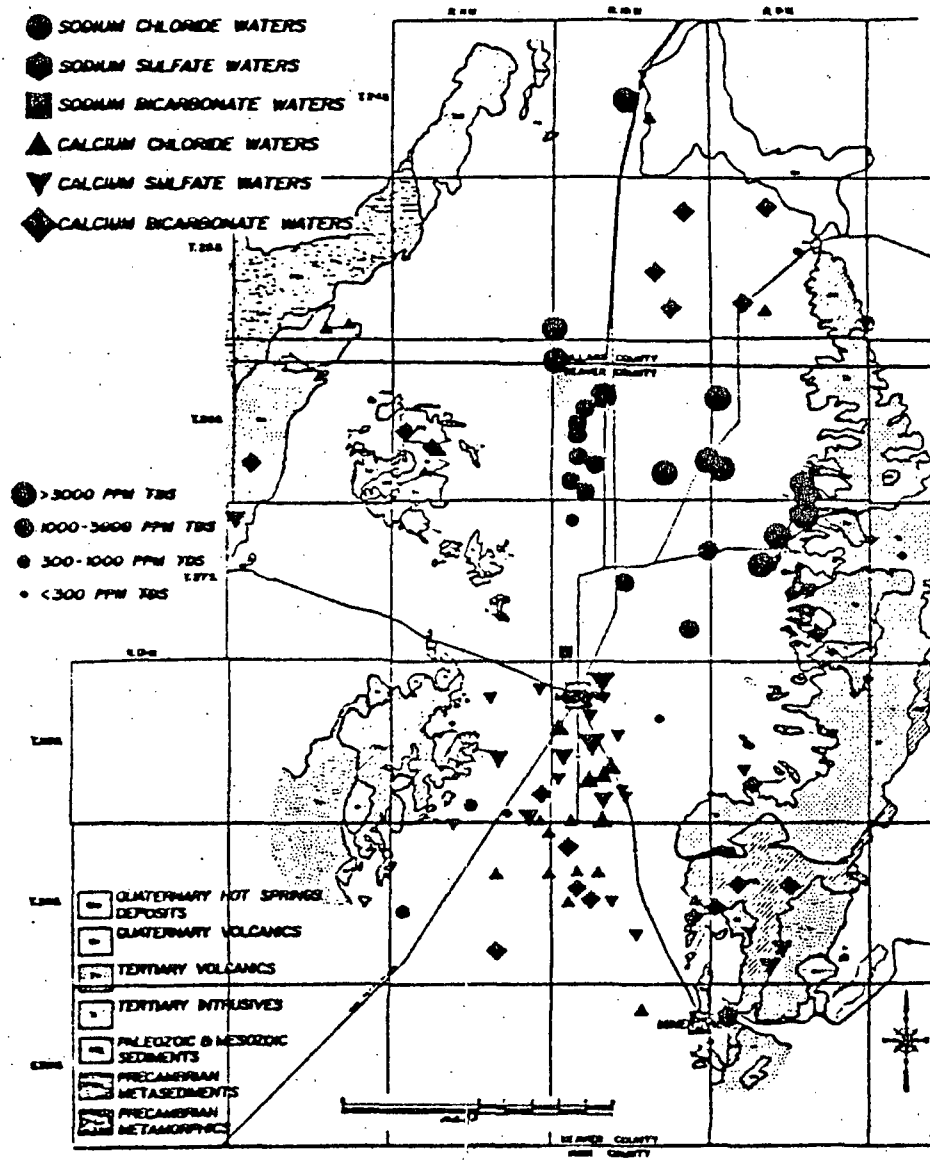 SODIUM CHLORIDE WATERS
SODIUM SULFATE WATERS
SODIUM BICARBONATE WATERS
CALCIUM CHLORIDE WATERS
CALCIUM SULFATE WATERS
CALCIUM BICARBONATE WATERS
BEAVER COUNTY
>3000 PPM TDS
1000-3000 PPM TDS
300-1000 PPM TDS
<300 PPM TDS
T.27S.
QUATERNARY HOT SPRINGS
DEPOSITS
QUATERNARY VOLCANICS
TERTIARY VOLCANICS
TERTIARY INTRUSIVES
PALEOZOIC & MESOZOIC
SEDIMENTS
PRECAMBRIAN
METASEDIMENTS
PRECAMBRIAN
METAMORPHICS
BEAVER COUNTY
IRON COUNTY